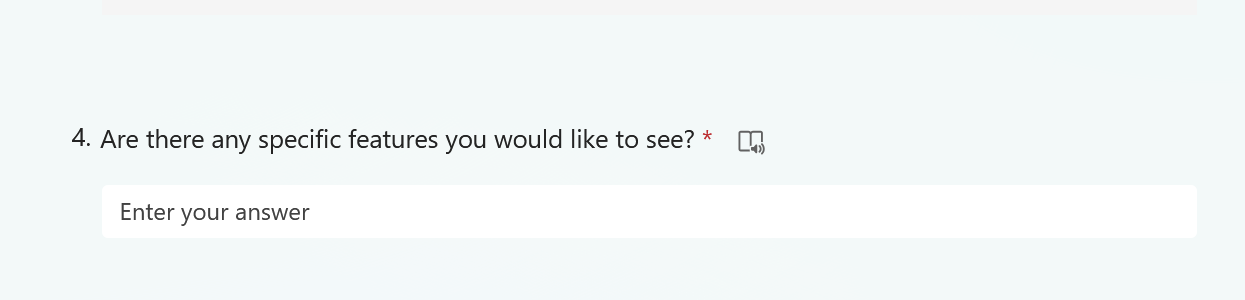 4. Are there any specific features you would like to see? *
Enter your answer